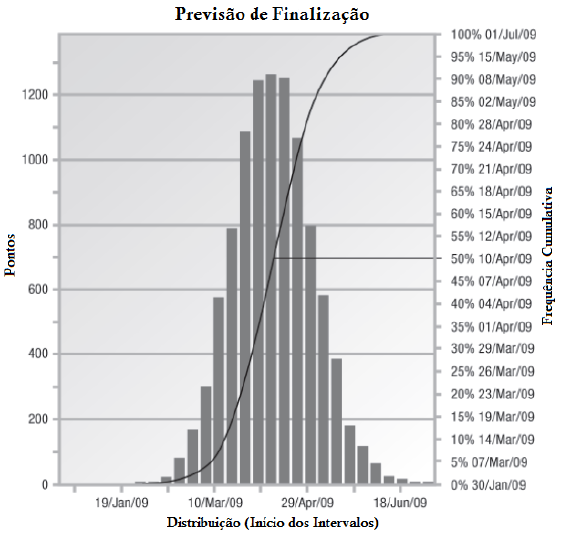 Previsão de Finalização
Pontos
1200
1000
800
600
400
200
0
19/Jan/09
10/Mar/09
29/Apr/09
18/Jun/09
Distribuição (Início dos Intervalos)
100% 01/Jul/09
95% 15/May/09
90% 08/May/09
85% 02/May/09
80% 28/Apr/09
75% 24/Apr/09
70% 21/Apr/09
65% 18/Apr/09
60% 15/Apr/09
55% 12/Apr/09
50% 10/Apr/09
45% 07/Apr/09
40% 04/Apr/09
35% 01/Apr/09
30% 29/Mar/09
25% 26/Mar/09
20% 23/Mar/09
15% 19/Mar/09
10% 14/Mar/09
5% 07/Mar/09
0% 30/Jan/09
Frequência Cumulativa